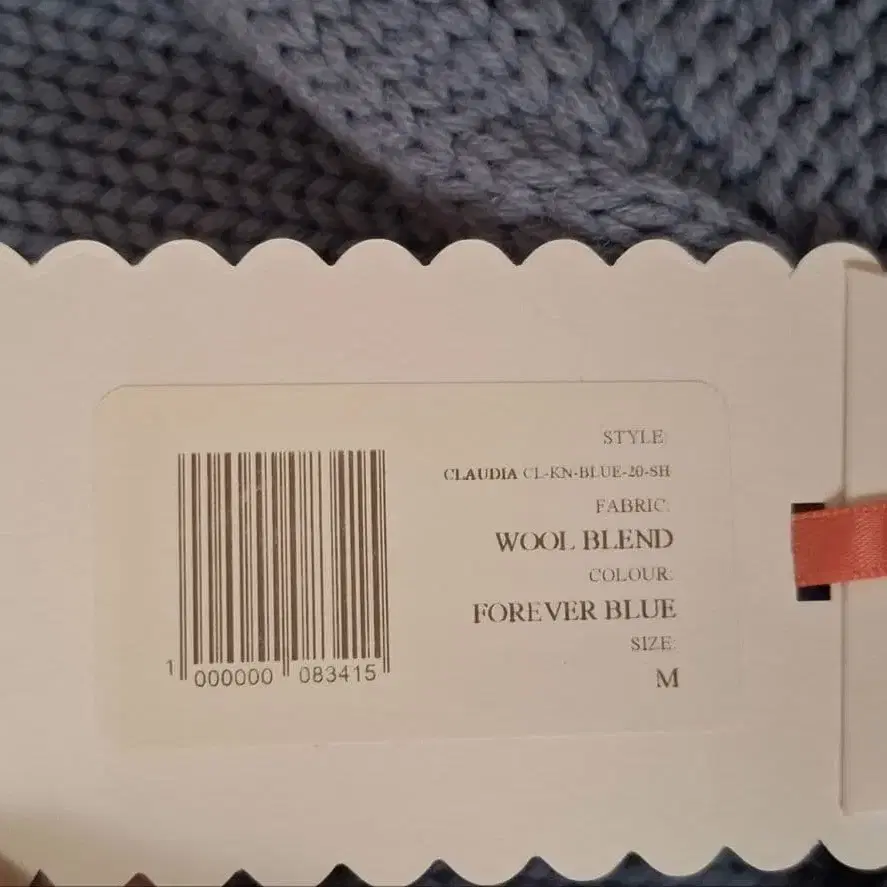 STYLE:
CLAUDIA CL-KN-BLUE-20-SH
FABRIC:
WOOL BLEND
COLOUR:
FOREVER BLUE
SIZE:
M
1 000000 083415